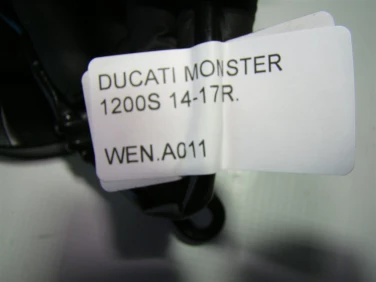 DUCATI MONSTER
1200S 14-17R.
WEN.A011